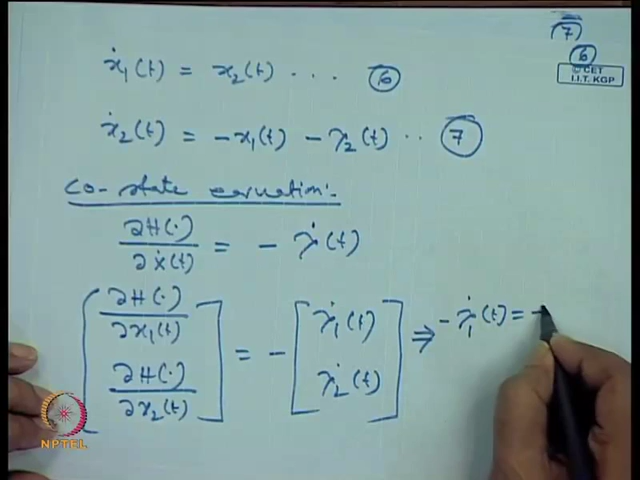 (7)
6
© CET
I.I.T. KGP
ẋ₁(t) = x₂(t) ... 6
ẋ₂(t) = -x₁(t) - λ₂(t) .. 7
Co-state equation:
∂H(·)/∂ẋ(t) = - λ̇(t)
[∂H(·)/∂x₁(t) ∂H(·)/∂x₂(t)] = - [λ̇₁(t) λ̇₂(t)] ⇒ - λ̇₁(t) = -
NPTEL